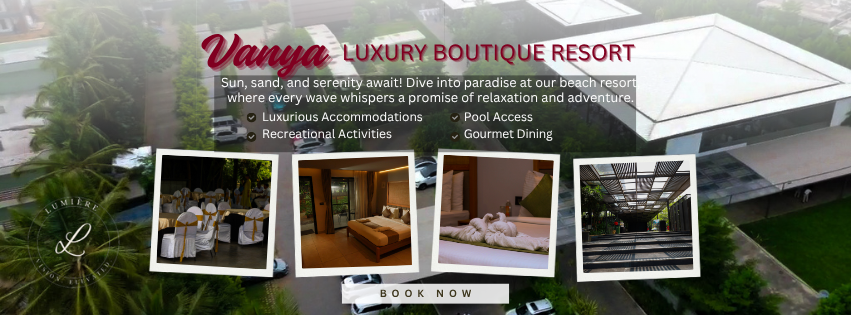 Vanya LUXURY BOUTIQUE RESORT
Sun, sand, and serenity await! Dive into paradise at our beach resort
where every wave whispers a promise of relaxation and adventure.
Luxurious Accommodations
Pool Access
Recreational Activities
Gourmet Dining
LUMIÈRE
L
BOOK NOW